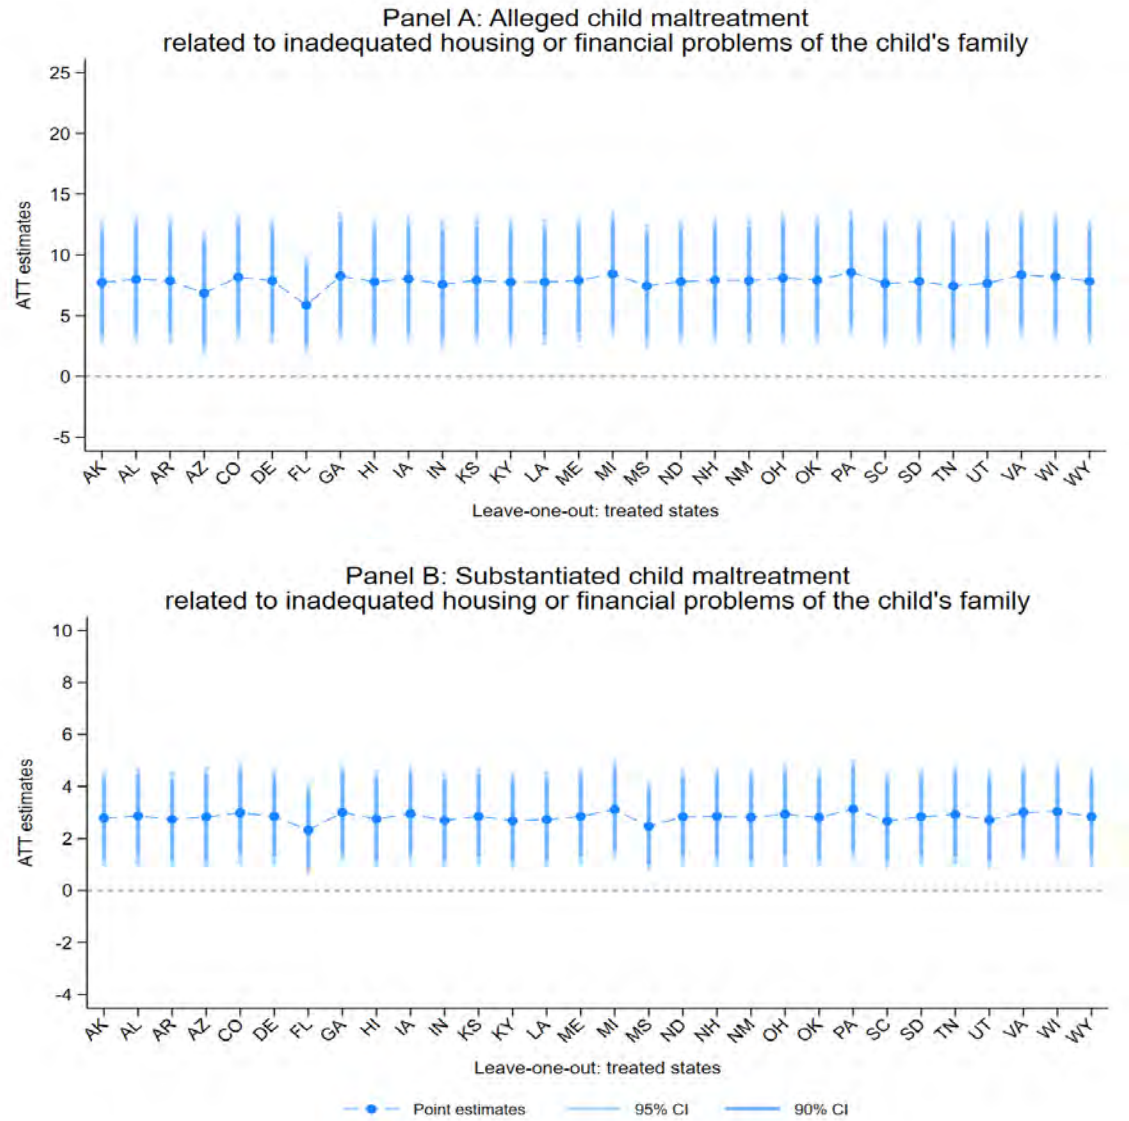 Panel A: Alleged child maltreatment
related to inadequated housing or financial problems of the child's family
25
20
15
10
5
0
-5
ATT estimates
AK AL AR AZ CO DE FL GA HI IA IN KS KY LA ME MI MS ND NH NM OH OK PA SC SD TN UT VA WI WY
Leave-one-out: treated states
Panel B: Substantiated child maltreatment
related to inadequated housing or financial problems of the child's family
10
8
6
4
2
0
-2
-4
ATT estimates
AK AL AR AZ CO DE FL GA HI IA IN KS KY LA ME MI MS ND NH NM OH OK PA SC SD TN UT VA WI WY
Leave-one-out: treated states
Point estimates 95% CI 90% CI